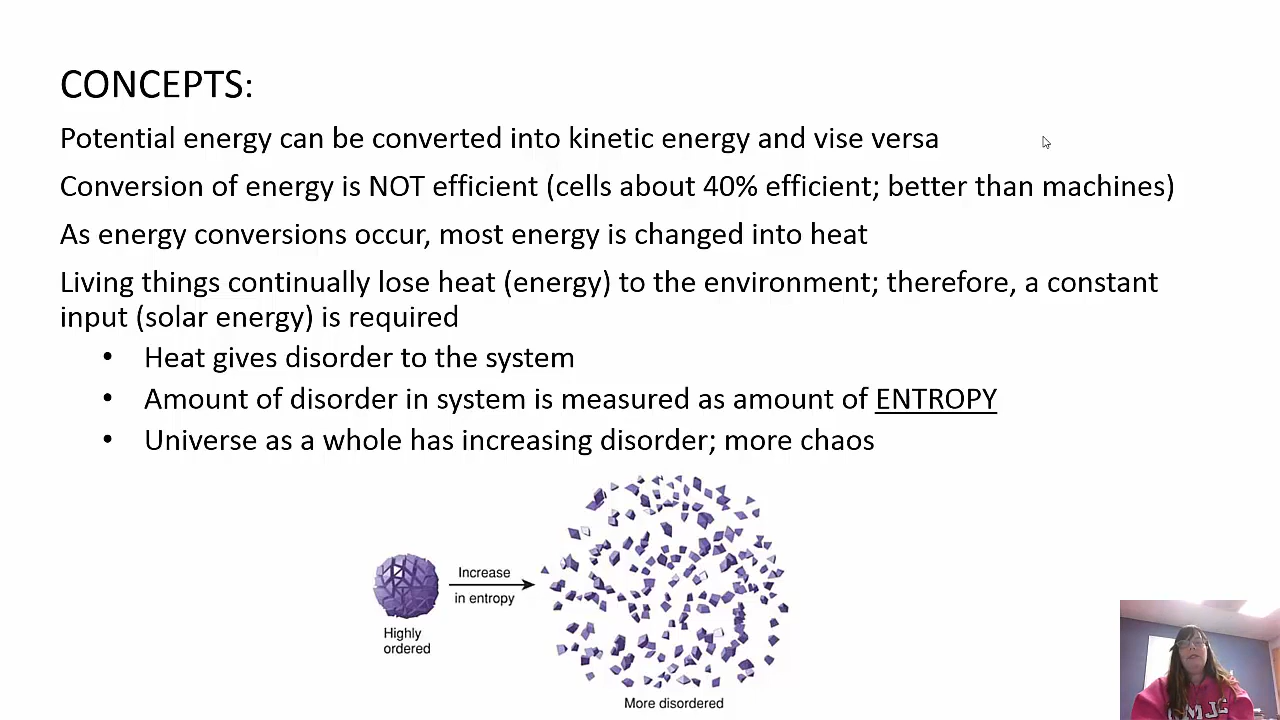 CONCEPTS:
Potential energy can be converted into kinetic energy and vise versa
Conversion of energy is NOT efficient (cells about 40% efficient; better than machines)
As energy conversions occur, most energy is changed into heat
Living things continually lose heat (energy) to the environment; therefore, a constant
input (solar energy) is required
• Heat gives disorder to the system
• Amount of disorder in system is measured as amount of ENTROPY
• Universe as a whole has increasing disorder; more chaos
Increase
in entropy
Highly
ordered
More disordered